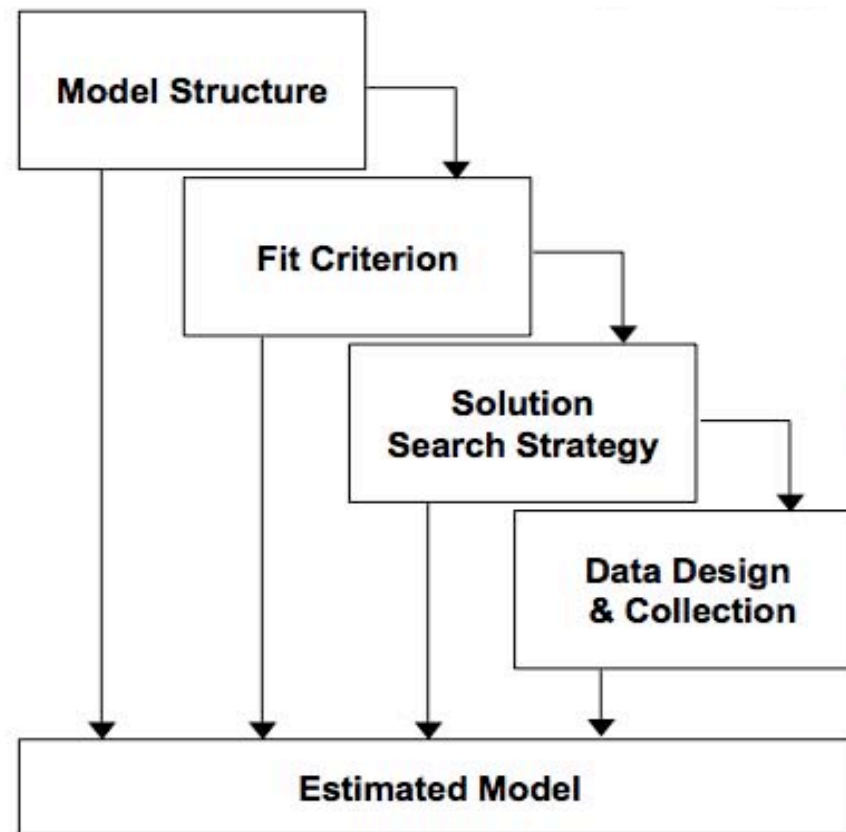 Model Structure
Fit Criterion
Solution
Search Strategy
Data Design
& Collection
Estimated Model